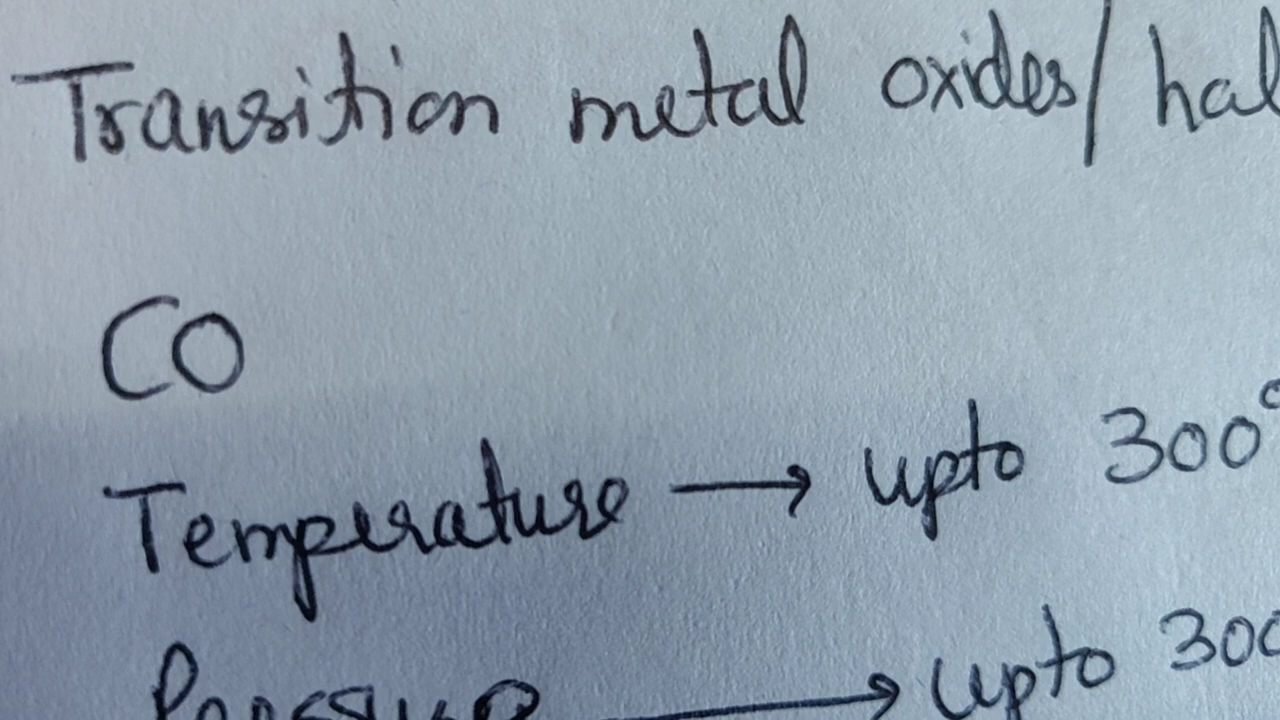 Transition metal oxides/ hal
CO
Temperature → upto 300°
Pressure → upto 300